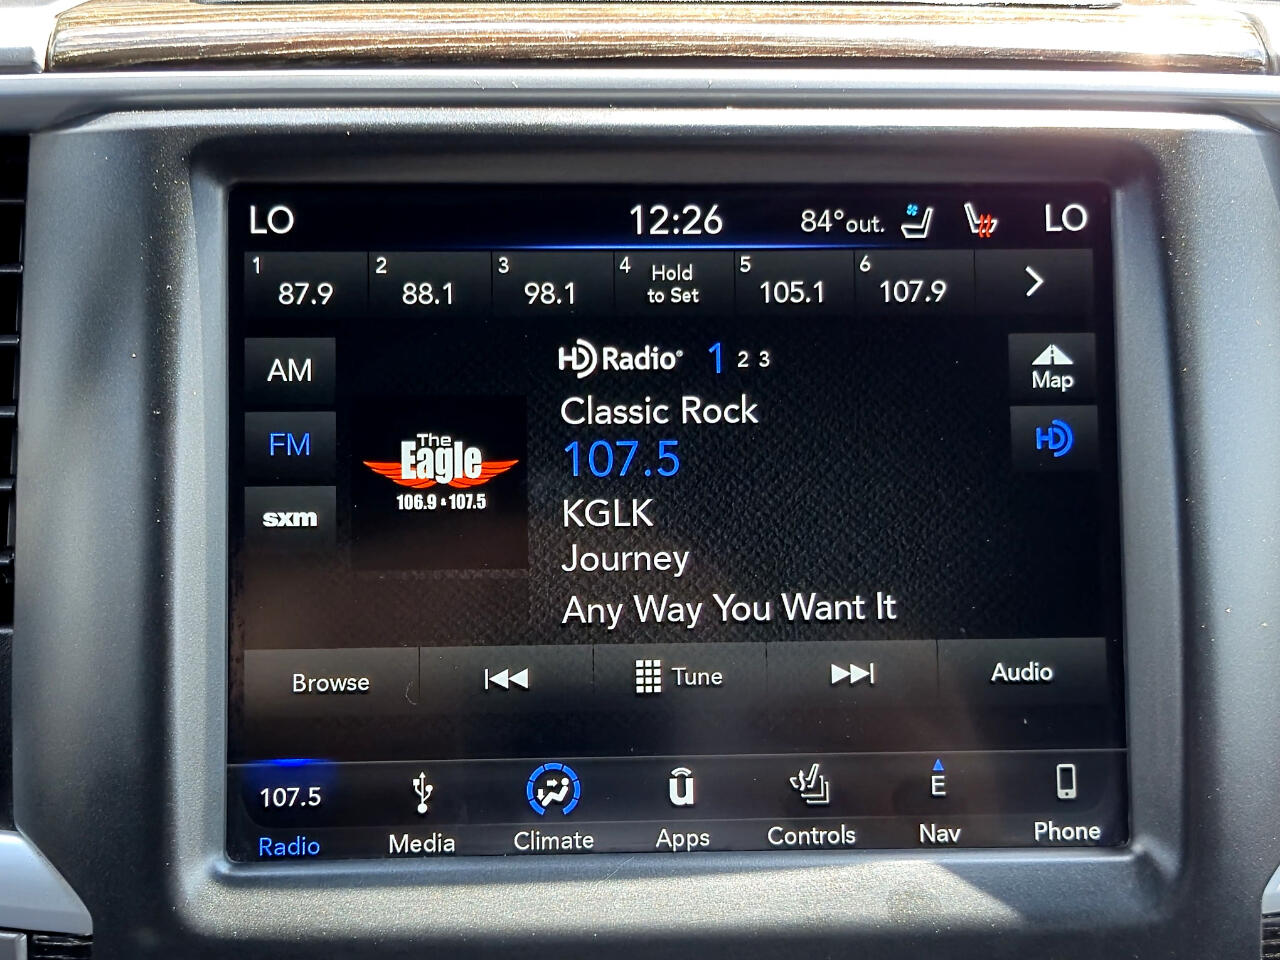 LO 12:26 84°out. LO
1 2 3 4 Hold 5 6
87.9 88.1 98.1 to Set 105.1 107.9
AM
FM
sxm
The
Eagle
106.9 & 107.5
HD Radio® 1 2 3
Classic Rock
107.5
KGLK
Journey
Any Way You Want It
Map
HD
Browse Tune Audio
107.5 u E
Radio Media Climate Apps Controls Nav Phone